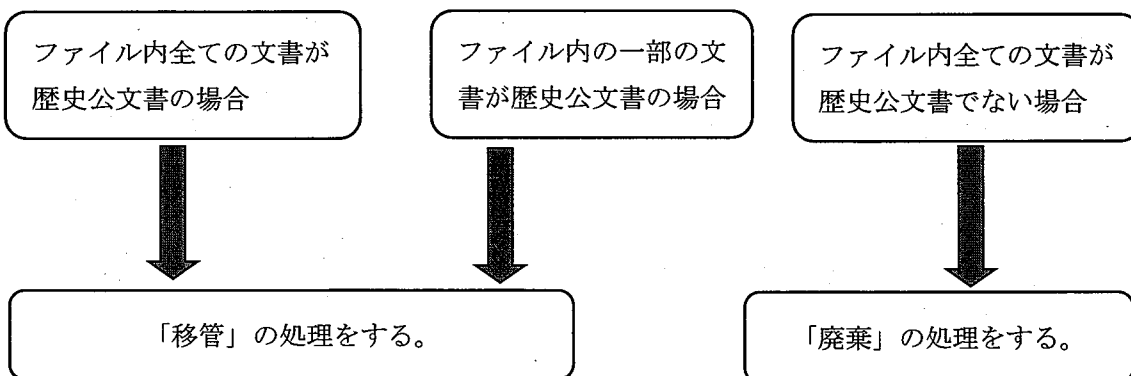 ファイル内全ての文書が
歴史公文書の場合
ファイル内の一部の文
書が歴史公文書の場合
ファイル内全ての文書が
歴史公文書でない場合
「移管」の処理をする。
「廃棄」の処理をする。